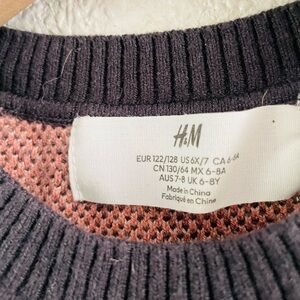 H&M
EUR 122/128 US 6X/7 CA 6-6X
CN 130/64 MX 6-8A
AUS 7-8 UK 6-8Y
Made in China
Fabriqué en Chine